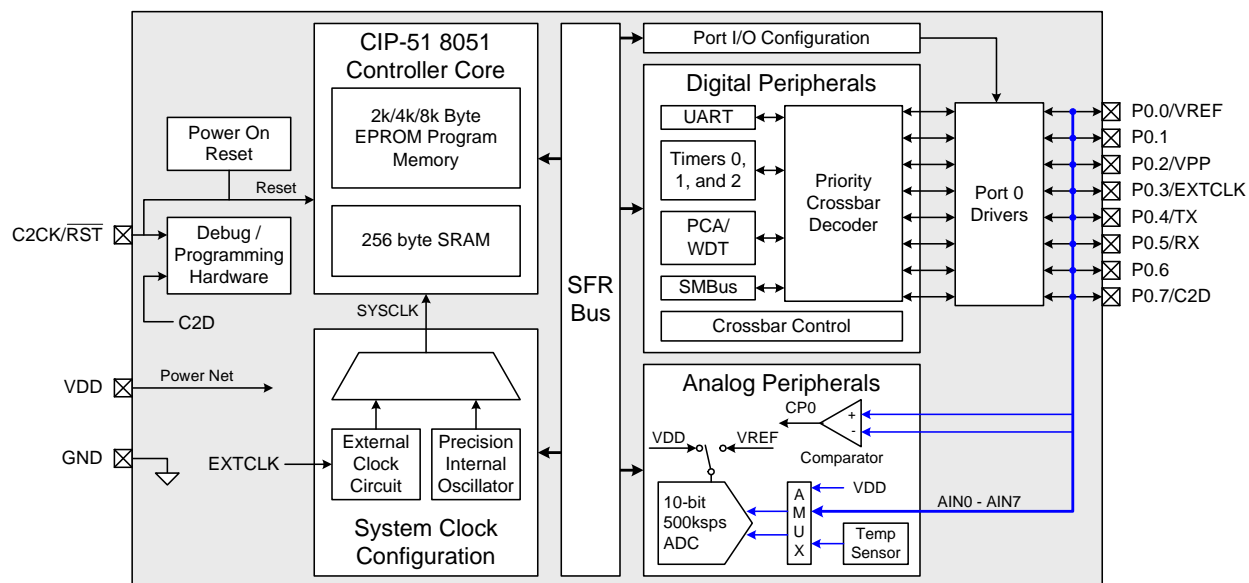 CIP-51 8051
Controller Core
2k/4k/8k Byte
EPROM Program
Memory
256 byte SRAM
Power On
Reset
Reset
C2CK/RST
Debug /
Programming
Hardware
C2D
SYSCLK
VDD
Power Net
GND
EXTCLK
External
Clock
Circuit
Precision
Internal
Oscillator
System Clock
Configuration
SFR
Bus
Port I/O Configuration
Digital Peripherals
UART
Timers 0,
1, and 2
PCA/
WDT
SMBus
Priority
Crossbar
Decoder
Crossbar Control
Port 0
Drivers
P0.0/VREF
P0.1
P0.2/VPP
P0.3/EXTCLK
P0.4/TX
P0.5/RX
P0.6
P0.7/C2D
Analog Peripherals
CP0
+
-
VDD
VREF
Comparator
10-bit
500ksps
ADC
A
M
U
X
VDD
AIN0 - AIN7
Temp
Sensor